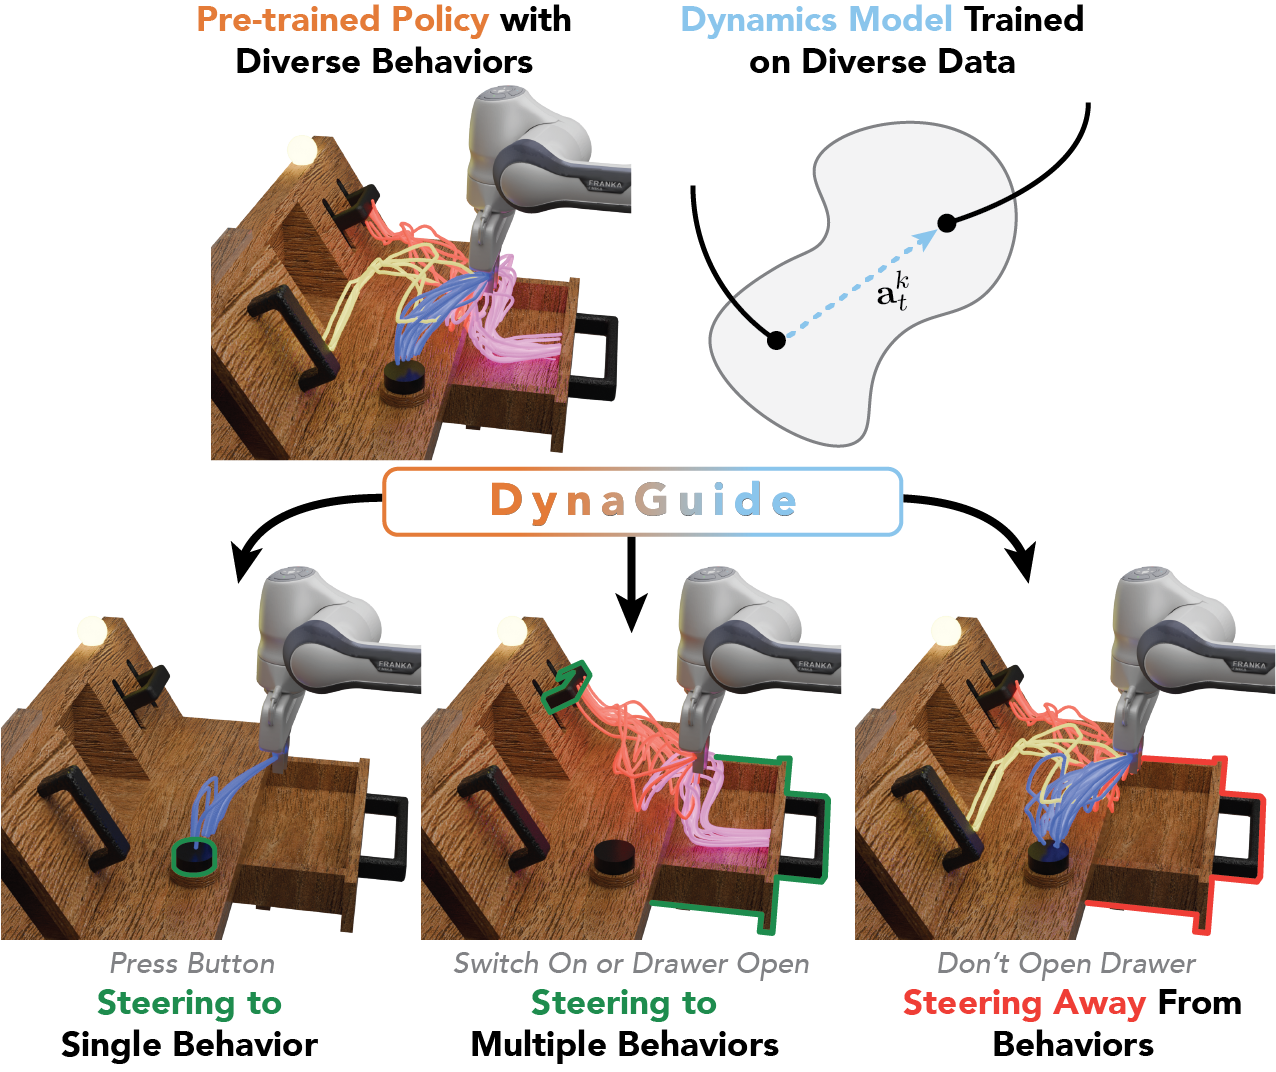 Pre-trained Policy with
Diverse Behaviors
Dynamics Model Trained
on Diverse Data
FRANKA
a_t^k
DynaGuide
FRANKA
FRANKA
FRANKA
Press Button
Steering to
Single Behavior
Switch On or Drawer Open
Steering to
Multiple Behaviors
Don't Open Drawer
Steering Away From
Behaviors